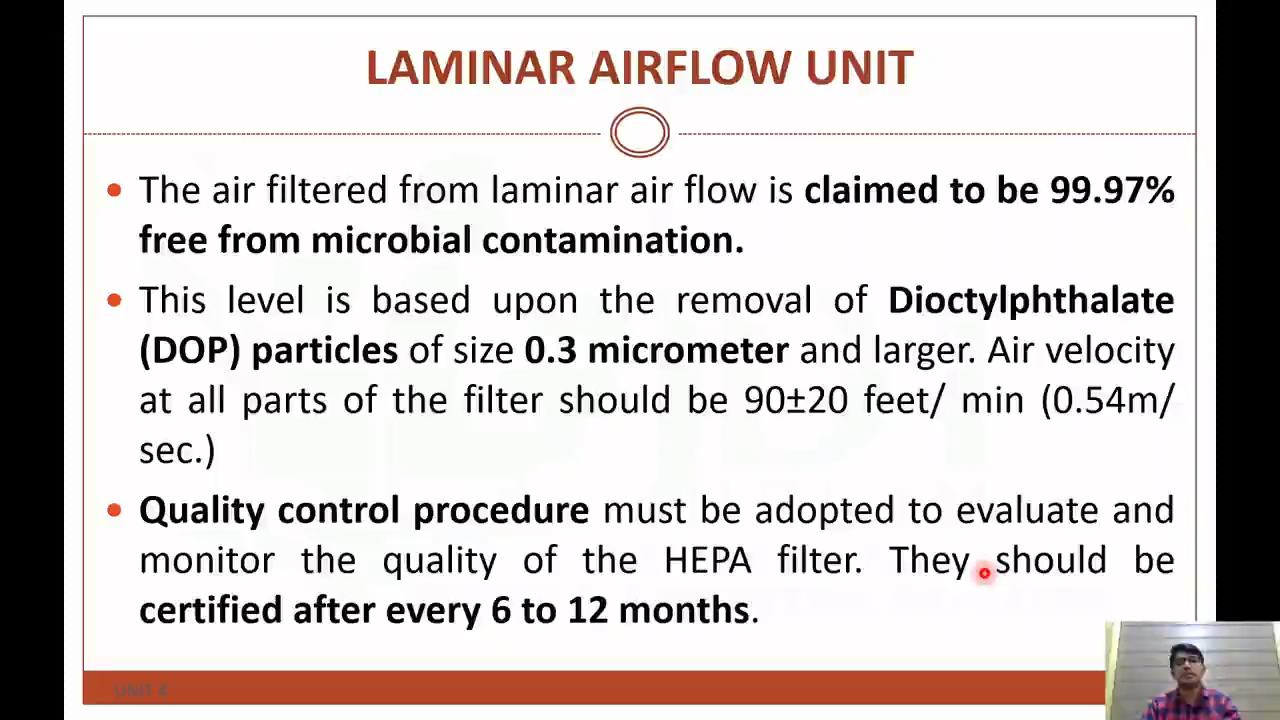 LAMINAR AIRFLOW UNIT
• The air filtered from laminar air flow is claimed to be 99.97%
free from microbial contamination.
• This level is based upon the removal of Dioctylphthalate
(DOP) particles of size 0.3 micrometer and larger. Air velocity
at all parts of the filter should be 90±20 feet/ min (0.54m/
sec.)
• Quality control procedure must be adopted to evaluate and
monitor the quality of the HEPA filter. They should be
certified after every 6 to 12 months.
UNIT 4